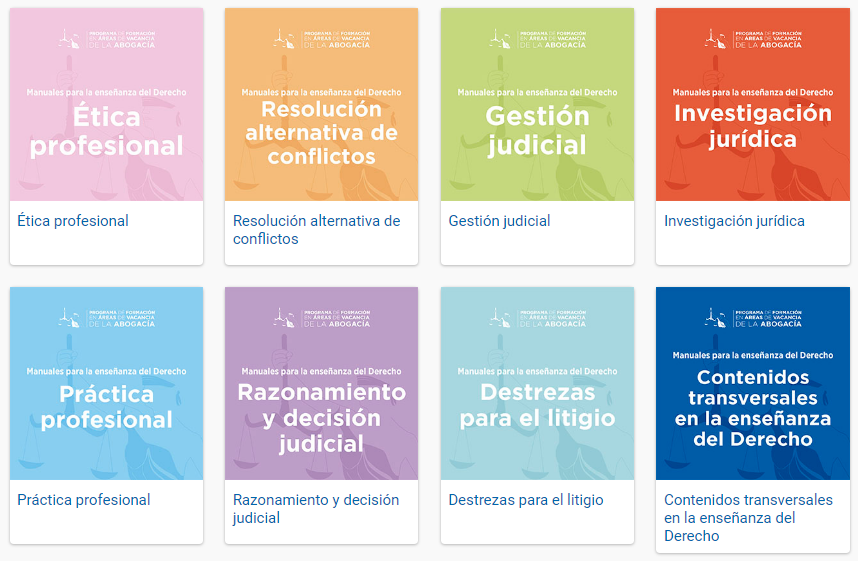 PROGRAMA DE FORMACIÓN
EN ÁREAS DE VACANCIA
DE LA ABOGACÍA
Manuales para la enseñanza del Derecho
Ética
profesional
Ética profesional
PROGRAMA DE FORMACIÓN
EN ÁREAS DE VACANCIA
DE LA ABOGACÍA
Manuales para la enseñanza del Derecho
Resolución
alternativa de
conflictos
Resolución alternativa de
conflictos
PROGRAMA DE FORMACIÓN
EN ÁREAS DE VACANCIA
DE LA ABOGACÍA
Manuales para la enseñanza del Derecho
Gestión
judicial
Gestión judicial
PROGRAMA DE FORMACIÓN
EN ÁREAS DE VACANCIA
DE LA ABOGACÍA
Manuales para la enseñanza del Derecho
Investigación
jurídica
Investigación jurídica
PROGRAMA DE FORMACIÓN
EN ÁREAS DE VACANCIA
DE LA ABOGACÍA
Manuales para la enseñanza del Derecho
Práctica
profesional
Práctica profesional
PROGRAMA DE FORMACIÓN
EN ÁREAS DE VACANCIA
DE LA ABOGACÍA
Manuales para la enseñanza del Derecho
Razonamiento
y decisión
judicial
Razonamiento y decisión
judicial
PROGRAMA DE FORMACIÓN
EN ÁREAS DE VACANCIA
DE LA ABOGACÍA
Manuales para la enseñanza del Derecho
Destrezas
para el litigio
Destrezas para el litigio
PROGRAMA DE FORMACIÓN
EN ÁREAS DE VACANCIA
DE LA ABOGACÍA
Manuales para la enseñanza del Derecho
Contenidos
transversales
en la enseñanza
del Derecho
Contenidos transversales
en la enseñanza del
Derecho